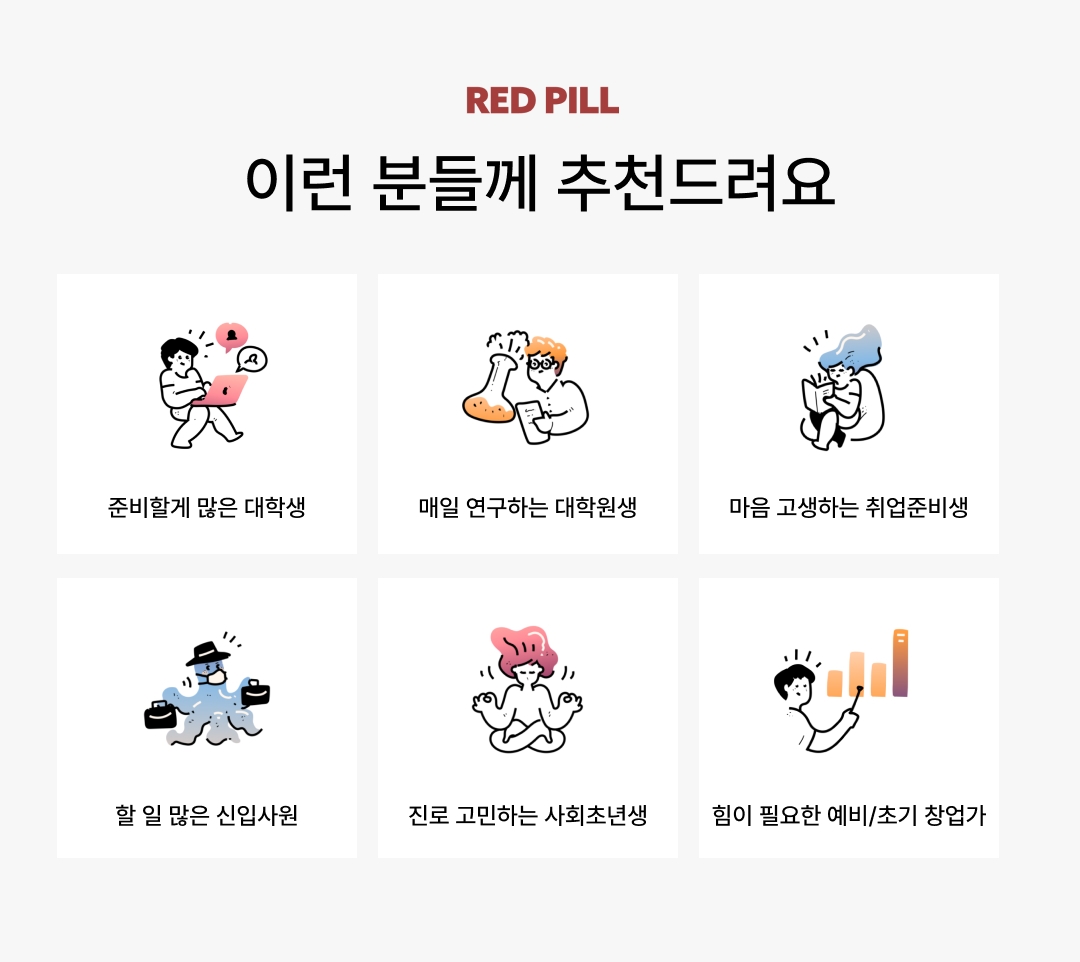 RED PILL
이런 분들께 추천드려요
준비할게 많은 대학생
매일 연구하는 대학원생
마음 고생하는 취업준비생
할 일 많은 신입사원
진로 고민하는 사회초년생
힘이 필요한 예비/초기 창업가